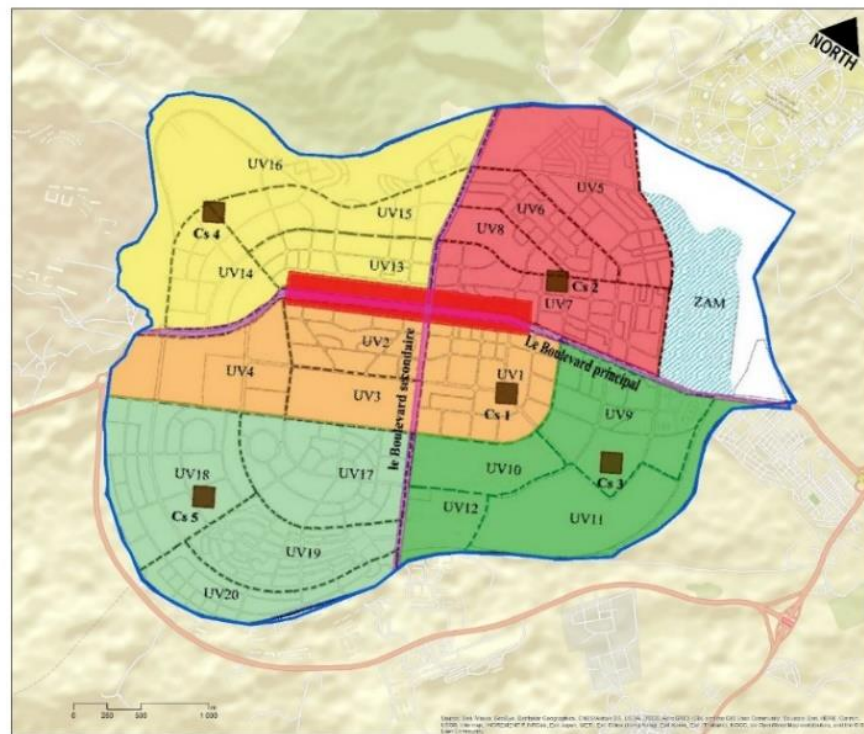 NORTH
UV16
UV5
UV15
UV6
Cs 4
UV8
UV14
UV13
Cs 2
UV7
ZAM
UV2
Le Boulevard principal
le Boulevard secondaire
UV4
UV3
UV1
Cs 1
UV9
UV10
Cs 3
UV18
UV17
Cs 5
UV12
UV11
UV19
UV20
0 250 500 1 000